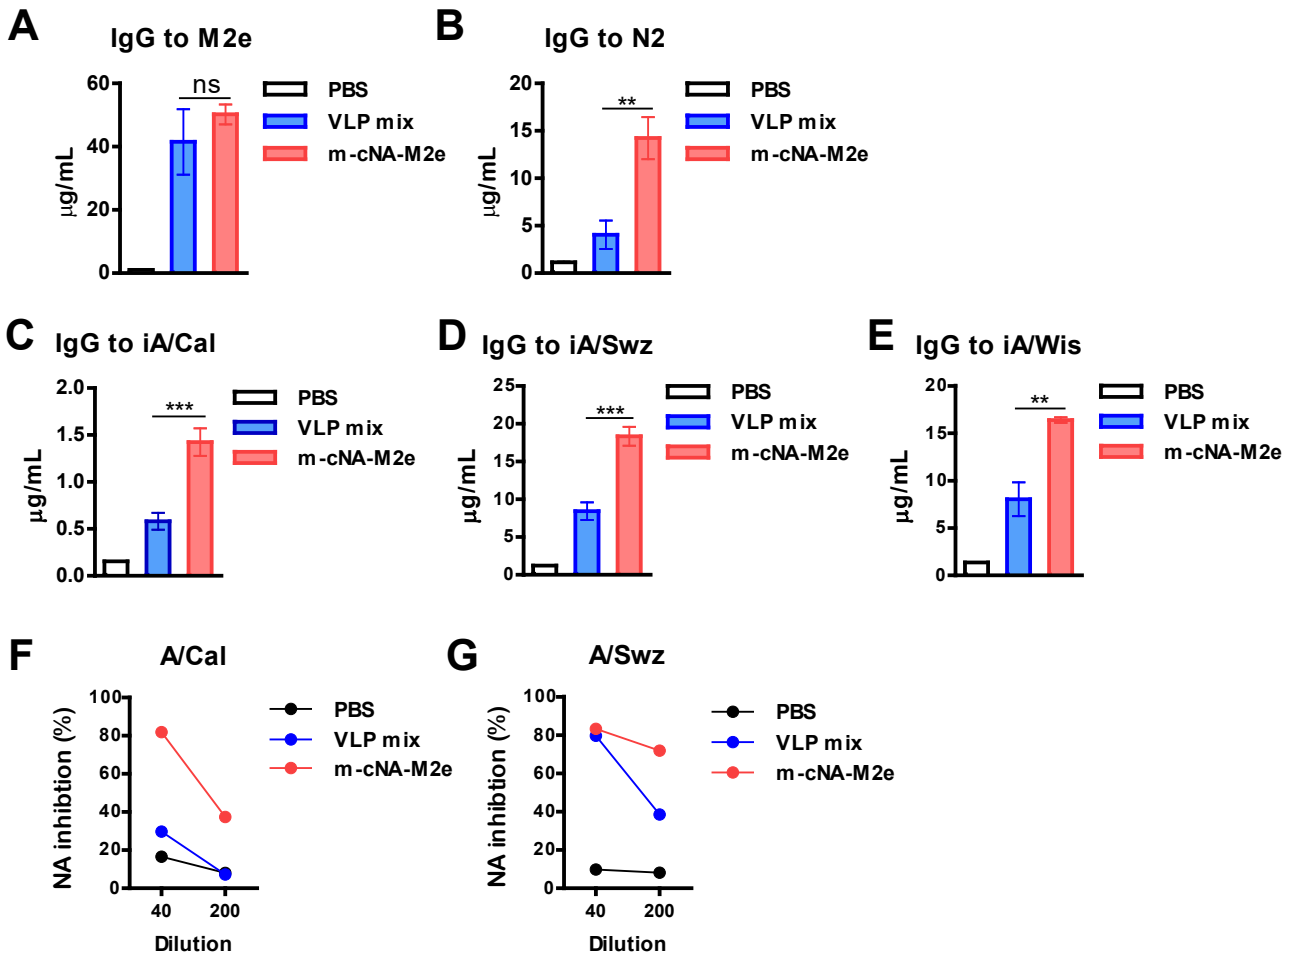 A
IgG to M2e
60
40
20
0
µg/mL
ns
PBS
VLP mix
m-cNA-M2e
B
IgG to N2
20
15
10
5
0
µg/mL
**
PBS
VLP mix
m-cNA-M2e
C
IgG to iA/Cal
2.0
1.5
1.0
0.5
0.0
µg/mL
***
PBS
VLP mix
m-cNA-M2e
D
IgG to iA/Swz
25
20
15
10
5
0
µg/mL
***
PBS
VLP mix
m-cNA-M2e
E
IgG to iA/Wis
20
15
10
5
0
µg/mL
**
PBS
VLP mix
m-cNA-M2e
F
A/Cal
100
80
60
40
20
0
NA inhibtion (%)
40 200
Dilution
PBS
VLP mix
m-cNA-M2e
G
A/Swz
100
80
60
40
20
0
NA inhibtion (%)
40 200
Dilution
PBS
VLP mix
m-cNA-M2e